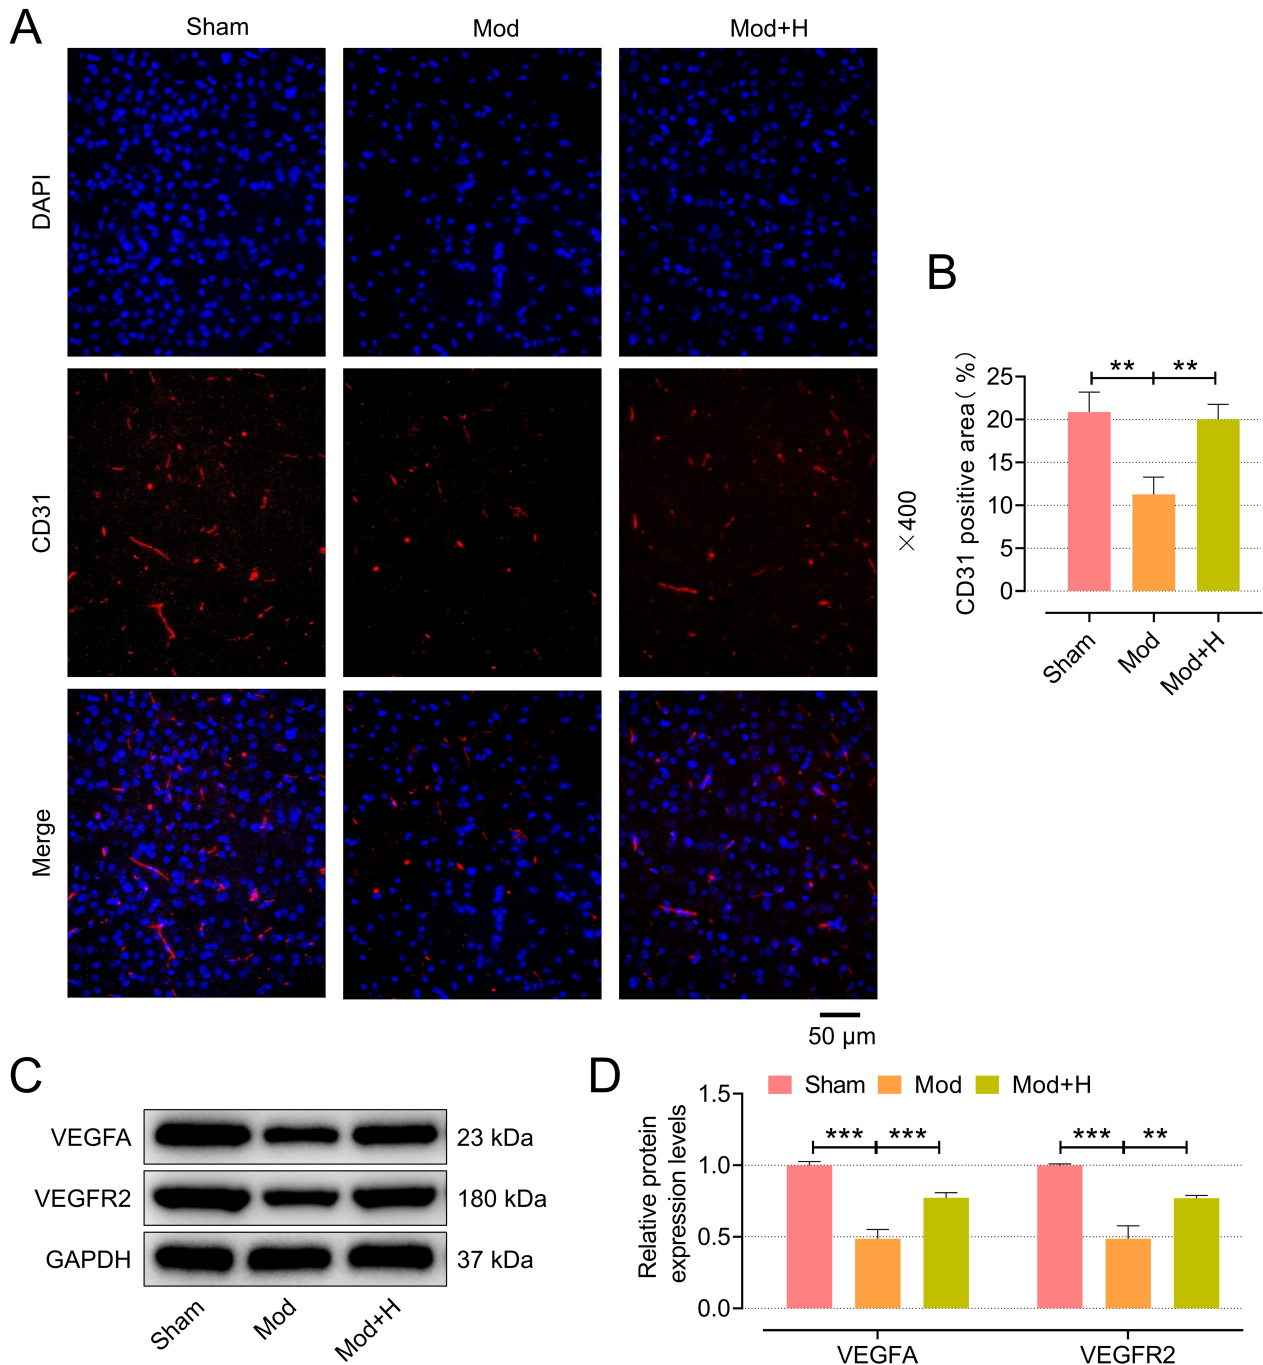 A
Sham Mod Mod+H
DAPI
CD31
Merge
×400
50 μm
B
CD31 positive area( %)
25
20
15
10
5
0
** **
Sham Mod Mod+H
C
VEGFA 23 kDa
VEGFR2 180 kDa
GAPDH 37 kDa
Sham Mod Mod+H
D
Sham Mod Mod+H
Relative protein
expression levels
1.5
1.0
0.5
0.0
*** *** *** **
VEGFA VEGFR2